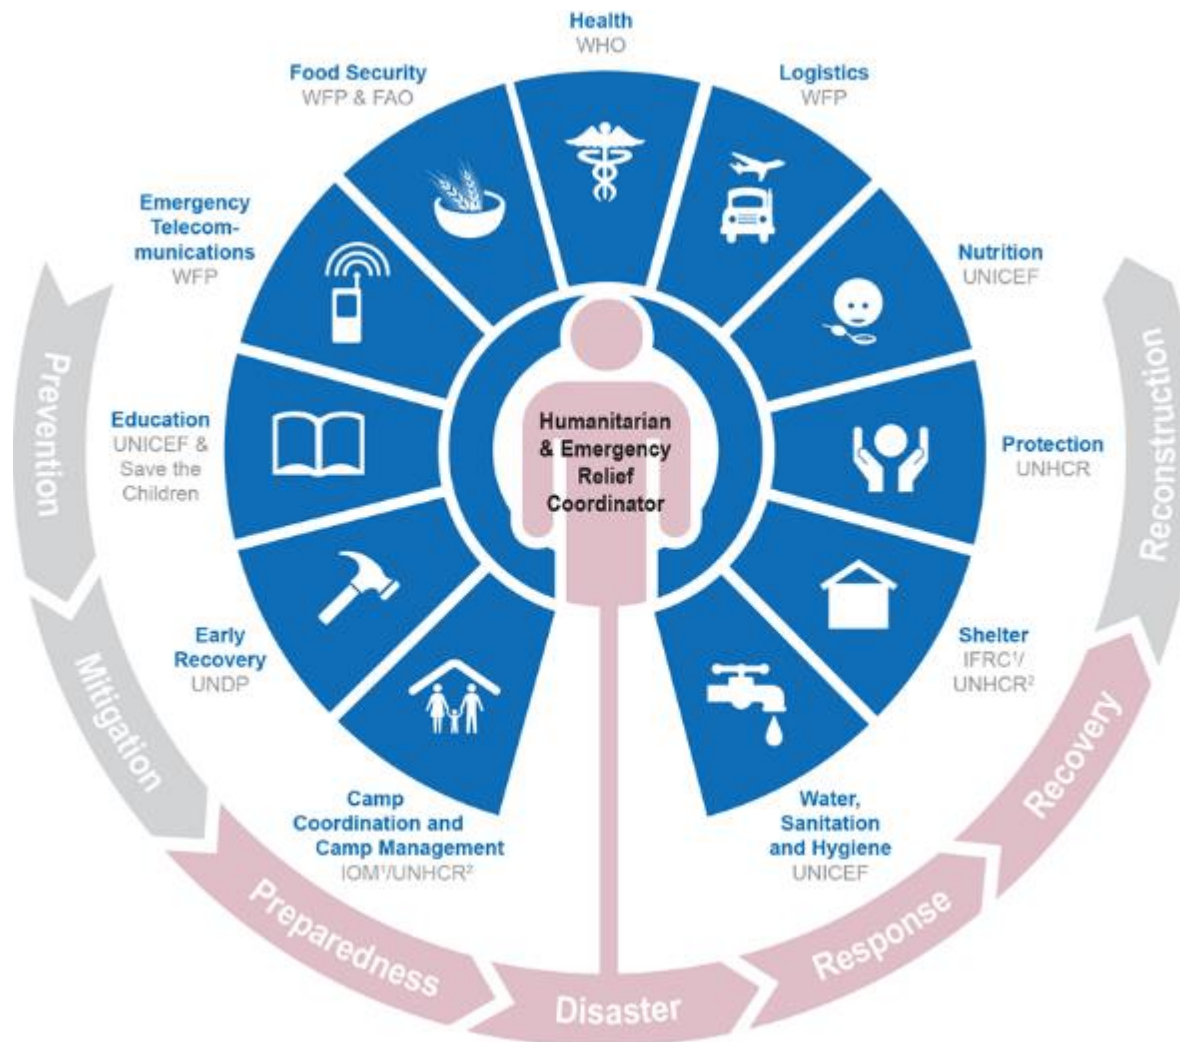 Health
WHO
Food Security
WFP & FAO
Logistics
WFP
Emergency
Telecom-
munications
WFP
Nutrition
UNICEF
Education
UNICEF &
Save the
Children
Humanitarian
& Emergency
Relief
Coordinator
Protection
UNHCR
Early
Recovery
UNDP
Shelter
IFRC¹/
UNHCR²
Camp
Coordination and
Camp Management
IOM¹/UNHCR²
Water,
Sanitation
and Hygiene
UNICEF
Prevention
Mitigation
Preparedness
Disaster
Response
Recovery
Reconstruction